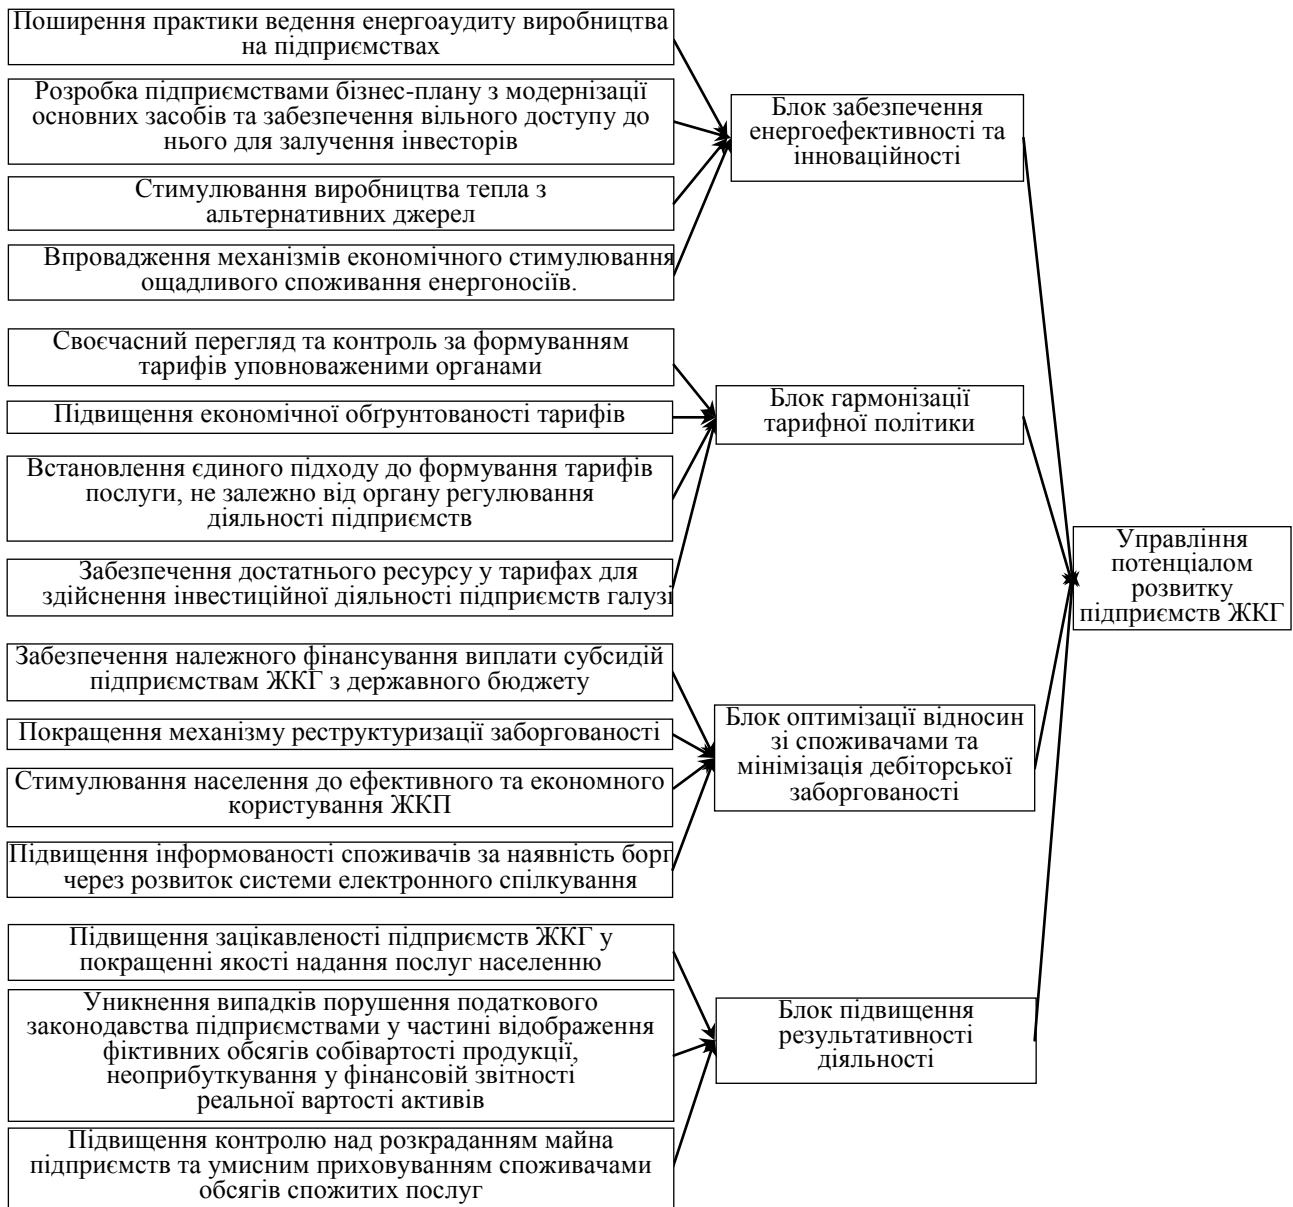 Поширення практики ведення енергоаудиту виробництва
на підприємствах
Розробка підприємствами бізнес-плану з модернізації
основних засобів та забезпечення вільного доступу до
нього для залучення інвесторів
Стимулювання виробництва тепла з
альтернативних джерел
Впровадження механізмів економічного стимулювання
ощадливого споживання енергоносіїв.
Блок забезпечення
енергоефективності та
інноваційності
Своєчасний перегляд та контроль за формуванням
тарифів уповноваженими органами
Підвищення економічної обґрунтованості тарифів
Встановлення єдиного підходу до формування тарифів
послуги, не залежно від органу регулювання
діяльності підприємств
Забезпечення достатнього ресурсу у тарифах для
здійснення інвестиційної діяльності підприємств галузі
Блок гармонізації
тарифної політики
Забезпечення належного фінансування виплати субсидій
підприємствам ЖКГ з державного бюджету
Покращення механізму реструктуризації заборгованості
Стимулювання населення до ефективного та економного
користування ЖКП
Підвищення інформованості споживачів за наявність борг
через розвиток системи електронного спілкування
Блок оптимізації відносин
зі споживачами та
мінімізація дебіторської
заборгованості
Підвищення зацікавленості підприємств ЖКГ у
покращенні якості надання послуг населенню
Уникнення випадків порушення податкового
законодавства підприємствами у частині відображення
фіктивних обсягів собівартості продукції,
неоприбуткування у фінансовій звітності
реальної вартості активів
Підвищення контролю над розкраданням майна
підприємств та умисним приховуванням споживачами
обсягів спожитих послуг
Блок підвищення
результативності
діяльності
Управління
потенціалом
розвитку
підприємств ЖКГ